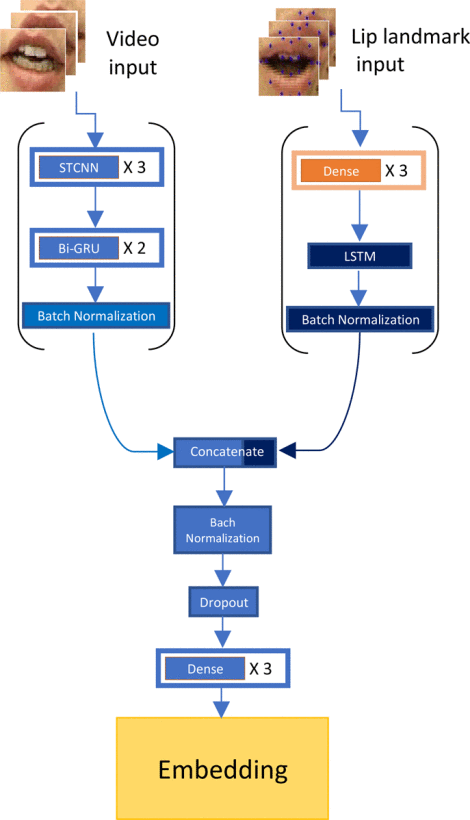 Video
input
Lip landmark
input
STCNN X 3
Bi-GRU X 2
Batch Normalization
Dense X 3
LSTM
Batch Normalization
Concatenate
Bach
Normalization
Dropout
Dense X 3
Embedding